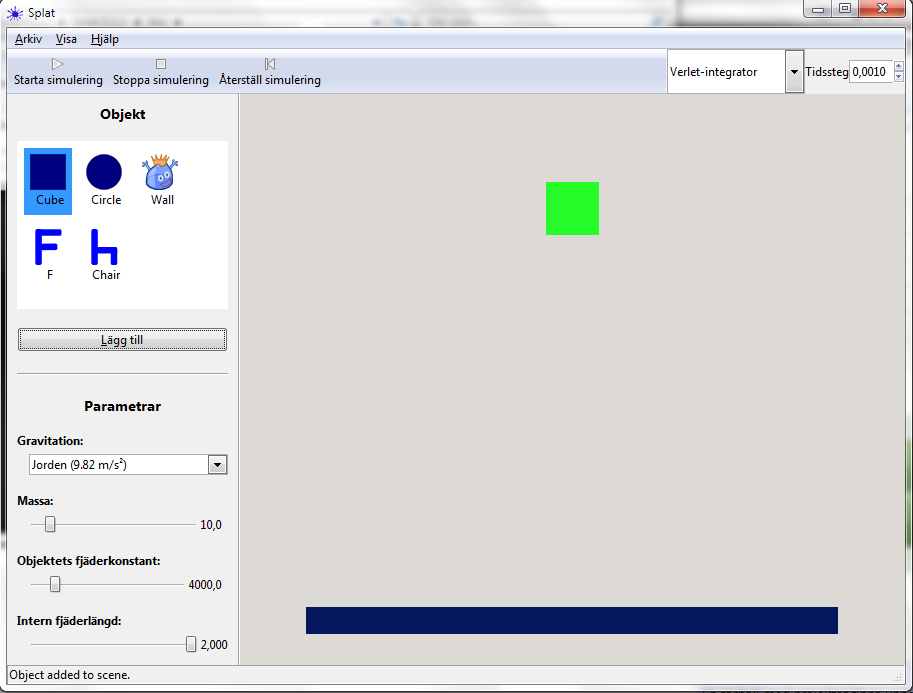 Splat
Arkiv Visa Hjälp
Starta simulering Stoppa simulering Återställ simulering Verlet-integrator Tidssteg 0,0010
Objekt
Cube Circle Wall
F Chair
Lägg till
Parametrar
Gravitation:
Jorden (9.82 m/s²)
Massa:
10,0
Objektets fjäderkonstant:
4000,0
Intern fjäderlängd:
2,000
Object added to scene.